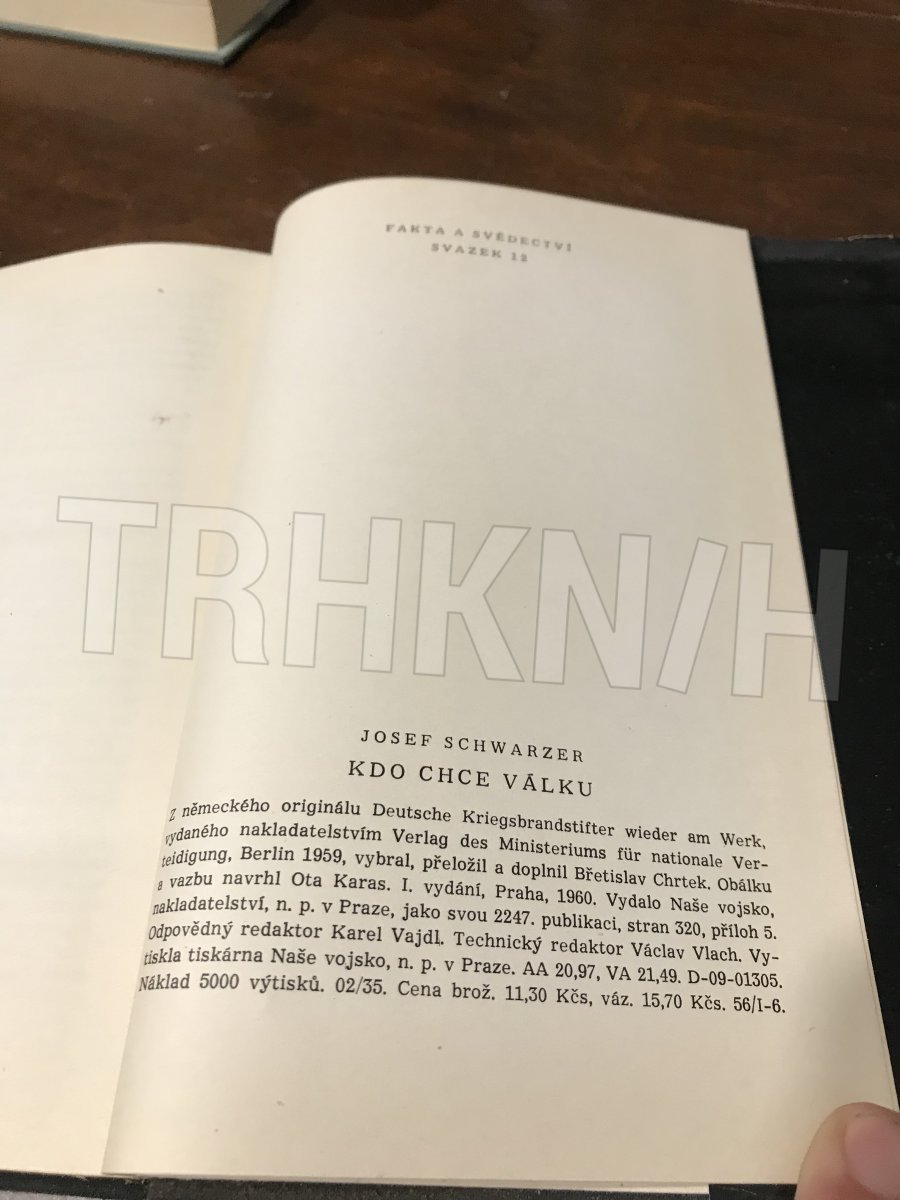 FAKTA A SVĚDECTVÍ
SVAZEK 12
TRHKN/H
JOSEF SCHWARZER
KDO CHCE VÁLKU
Z německého originálu Deutsche Kriegsbrandstifter wieder am Werk,
vydaného nakladatelstvím Verlag des Ministeriums für nationale Ver-
teidigung, Berlin 1959, vybral, přeložil a doplnil Břetislav Chrtek. Obálku
a vazbu navrhl Ota Karas. I. vydání, Praha, 1960. Vydalo Naše vojsko,
nakladatelství, n. p. v Praze, jako svou 2247. publikaci, stran 320, příloh 5.
Odpovědný redaktor Karel Vajdl. Technický redaktor Václav Vlach. Vy-
tiskla tiskárna Naše vojsko, n. p. v Praze. AA 20,97, VA 21,49. D-09-01305.
Náklad 5000 výtisků. 02/35. Cena brož. 11,30 Kčs, váz. 15,70 Kčs. 56/I-6.